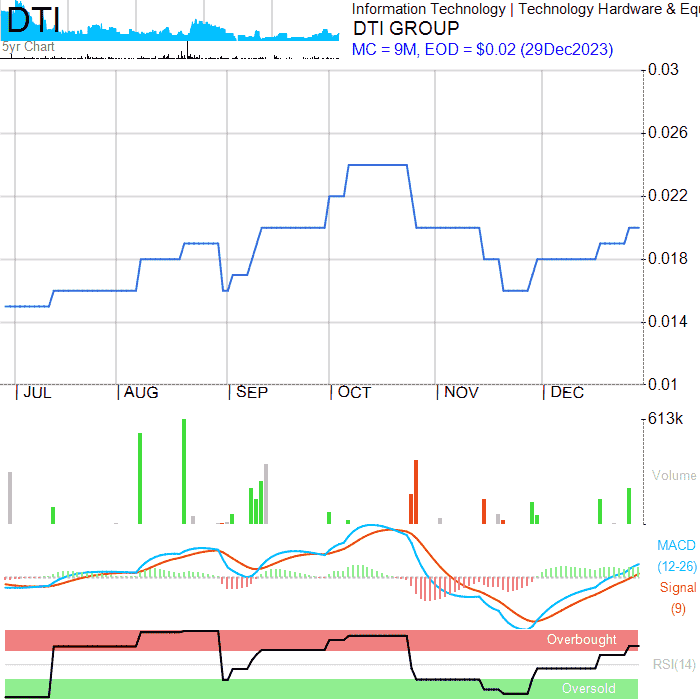 DTI
5yr Chart
Information Technology | Technology Hardware & Equ
DTI GROUP
MC = 9M, EOD = $0.02 (29Dec2023)
0.03
0.026
0.022
0.018
0.014
0.01
JUL
AUG
SEP
OCT
NOV
DEC
613k
Volume
MACD
(12-26)
Signal
(9)
Overbought
RSI(14)
Oversold